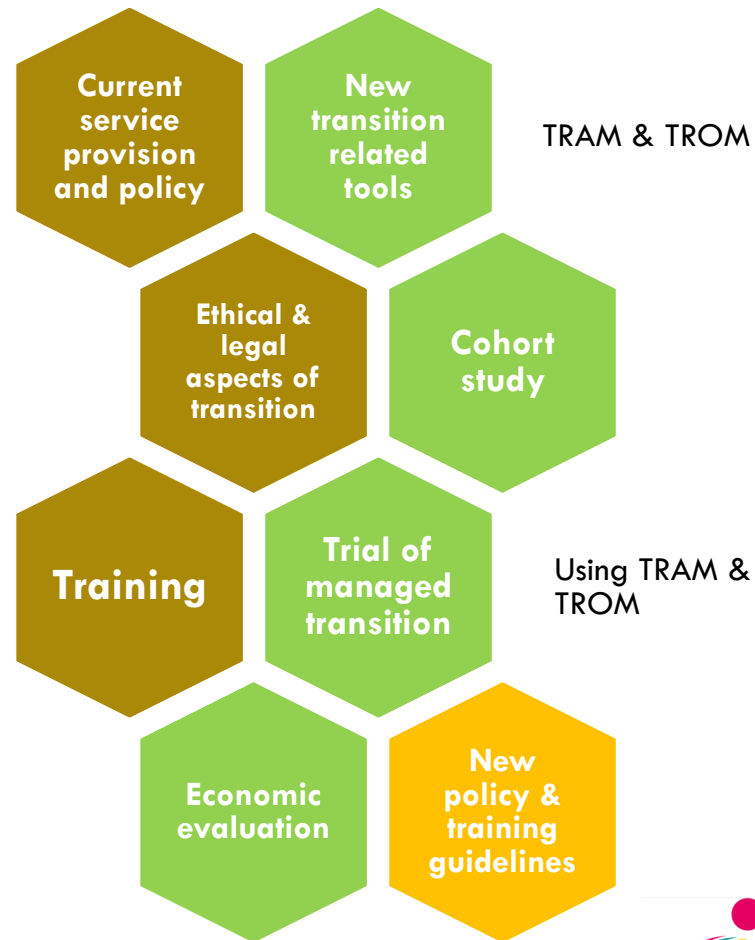 Current
service
provision
and policy
New
transition
related
tools
TRAM & TROM
Ethical &
legal
aspects of
transition
Cohort
study
Training
Trial of
managed
transition
Using TRAM &
TROM
Economic
evaluation
New
policy &
training
guidelines